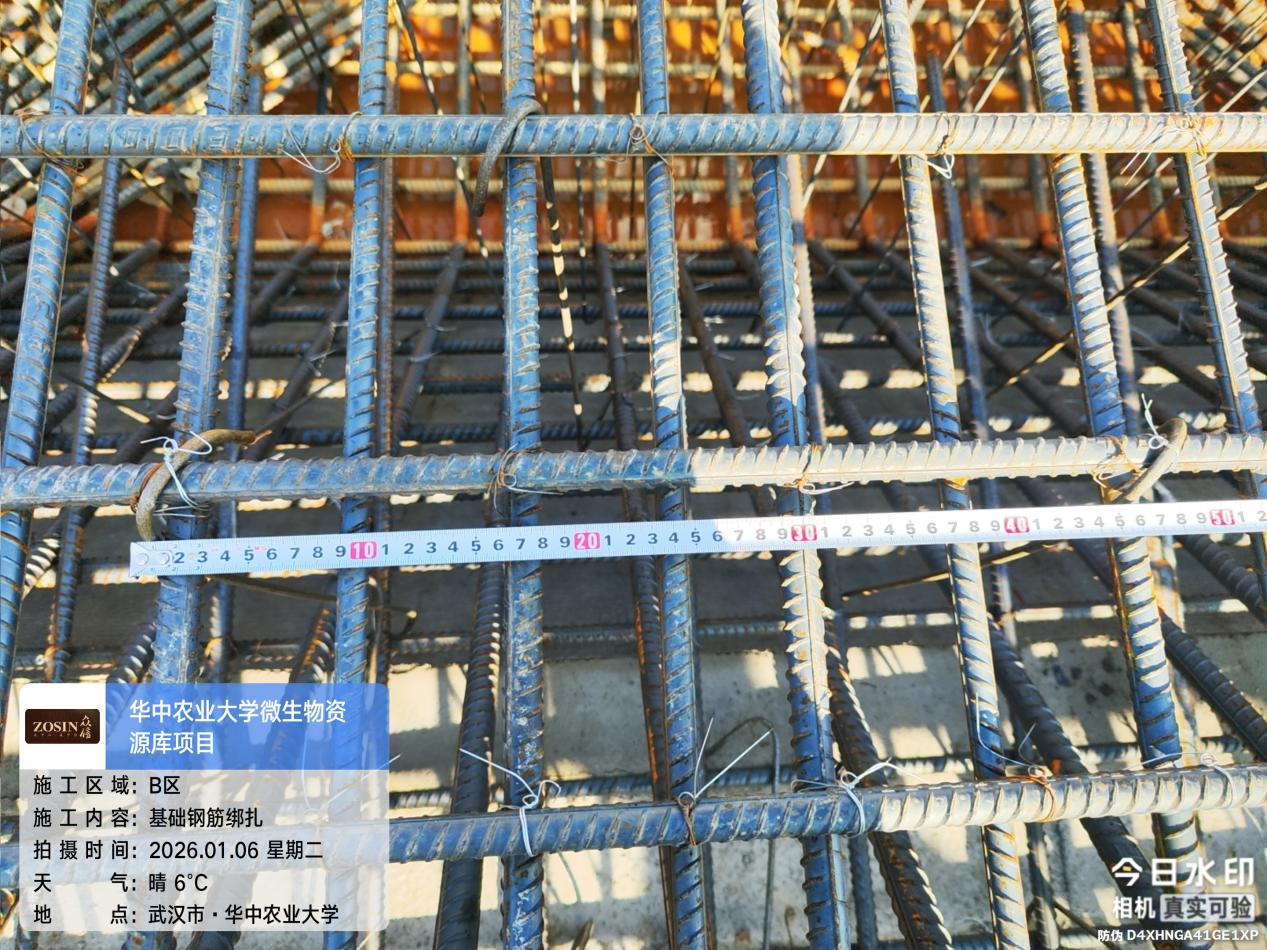 2 3 4 5 6 7 8 9 10 1 2 3 4 5 6 7 8 9 20 1 2 3 4 5 6 7 8 9 30 1 2 3 4 5 6 7 8 9 40 1 2 3 4 5 6 7 8 9 50 1 2
ZOSIN 众信
华中农业大学微生物资
源库项目
施工区域：B区
施工内容：基础钢筋绑扎
拍摄时间：2026.01.06 星期二
天气：晴 6℃
地点：武汉市·华中农业大学
今日水印
相机 真实可验
防伪 D4XHNGA41GE1XP